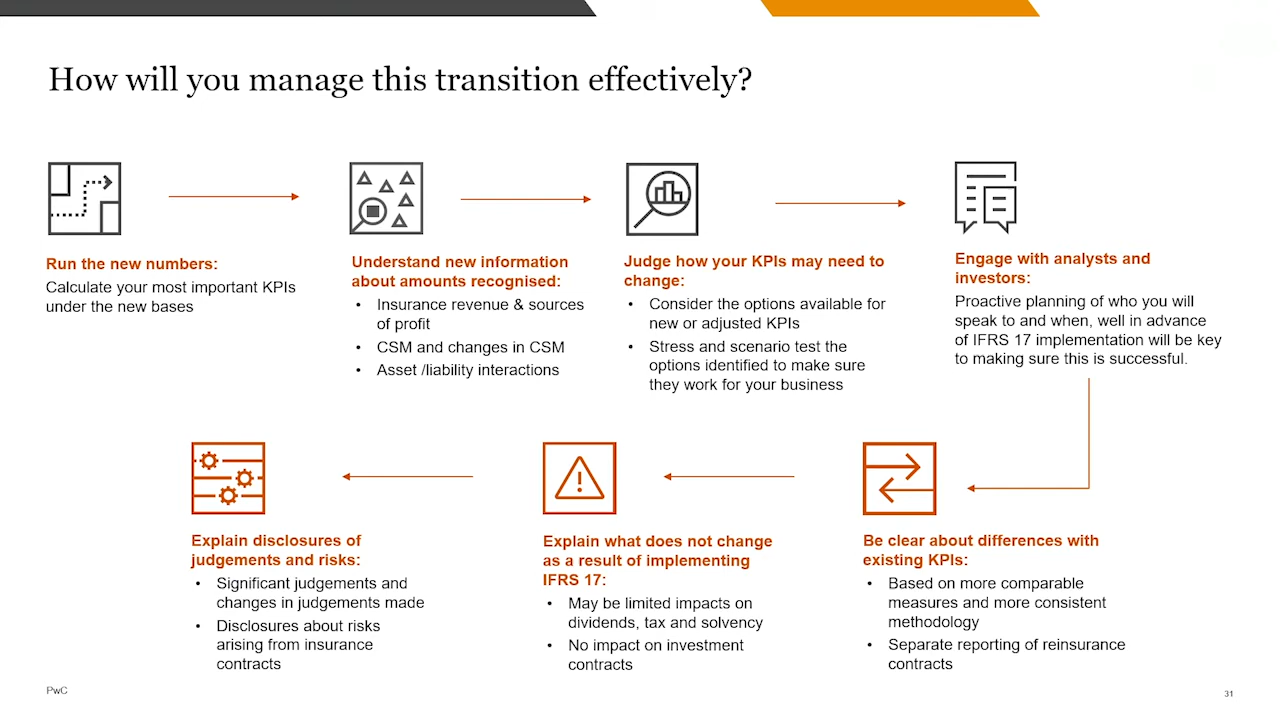 How will you manage this transition effectively?
Run the new numbers:
Calculate your most important KPIs
under the new bases
Understand new information
about amounts recognised:
• Insurance revenue & sources
of profit
• CSM and changes in CSM
• Asset /liability interactions
Judge how your KPIs may need to
change:
• Consider the options available for
new or adjusted KPIs
• Stress and scenario test the
options identified to make sure
they work for your business
Engage with analysts and
investors:
Proactive planning of who you will
speak to and when, well in advance
of IFRS 17 implementation will be key
to making sure this is successful.
Be clear about differences with
existing KPIs:
• Based on more comparable
measures and more consistent
methodology
• Separate reporting of reinsurance
contracts
Explain what does not change
as a result of implementing
IFRS 17:
• May be limited impacts on
dividends, tax and solvency
• No impact on investment
contracts
Explain disclosures of
judgements and risks:
• Significant judgements and
changes in judgements made
• Disclosures about risks
arising from insurance
contracts
PwC
31